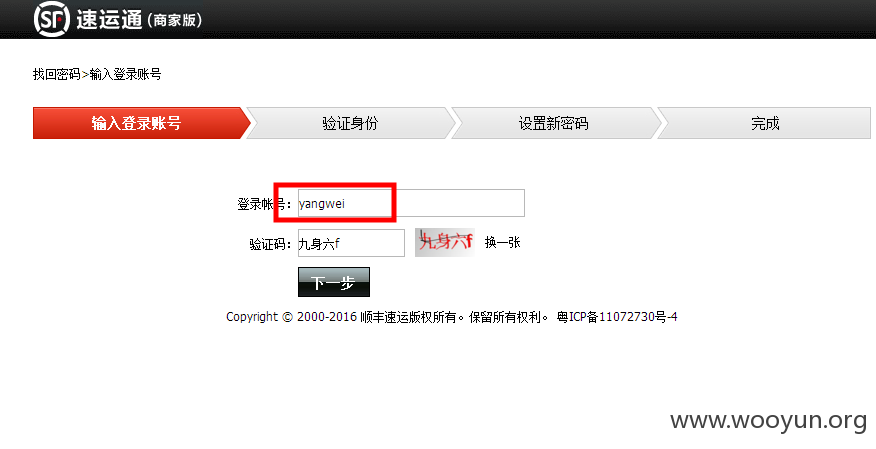 SF 速运通(商家版)
找回密码>输入登录账号
输入登录账号 验证身份 设置新密码 完成
登录帐号: yangwei
验证码: 九身六f 九身六f 换一张
下一步
Copyright © 2000-2016 顺丰速运版权所有。保留所有权利。 粤ICP备11072730号-4
www.wooyun.org